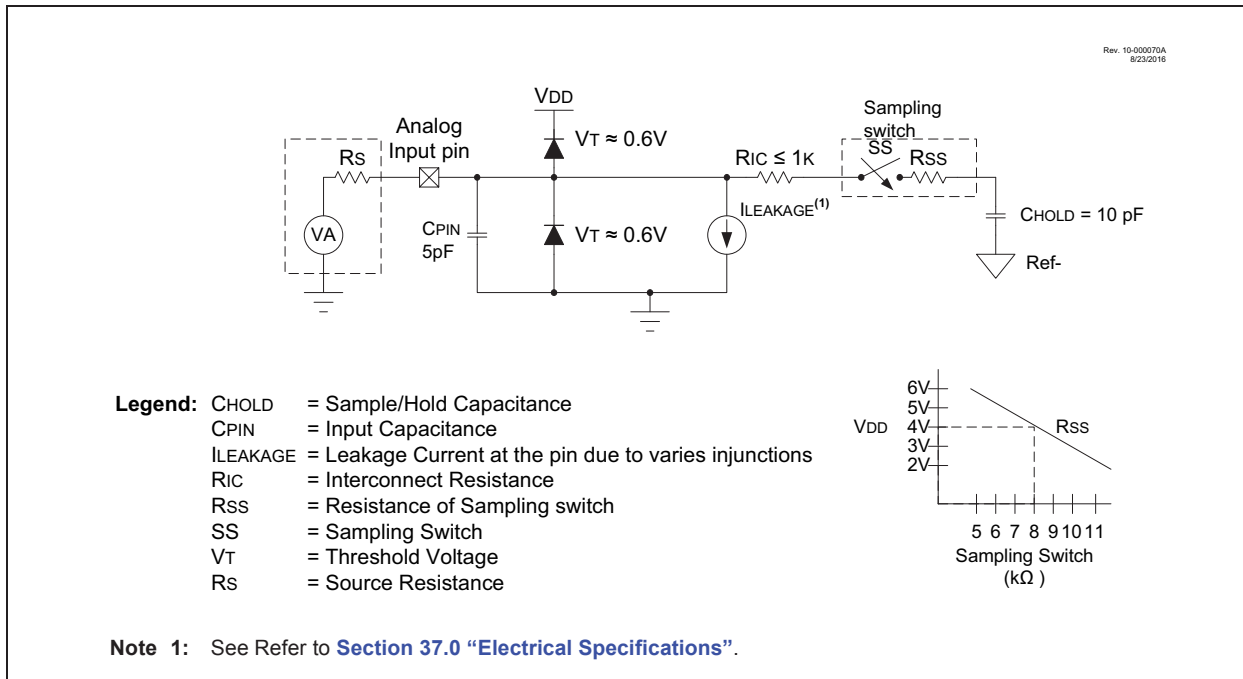 Rev. 10-000070A
8/23/2016
VDD
Sampling
switch
Analog
Input pin
VT ≈ 0.6V
RS
RIC ≤ 1K
SS
RSS
ILEAKAGE(1)
CHOLD = 10 pF
VA
CPIN
5pF
VT ≈ 0.6V
Ref-
Legend: CHOLD = Sample/Hold Capacitance
CPIN = Input Capacitance
ILEAKAGE = Leakage Current at the pin due to varies injunctions
RIC = Interconnect Resistance
RSS = Resistance of Sampling switch
SS = Sampling Switch
VT = Threshold Voltage
RS = Source Resistance
6V
5V
VDD 4V RSS
3V
2V
5 6 7 8 9 10 11
Sampling Switch
(kΩ )
Note 1: See Refer to Section 37.0 “Electrical Specifications”.